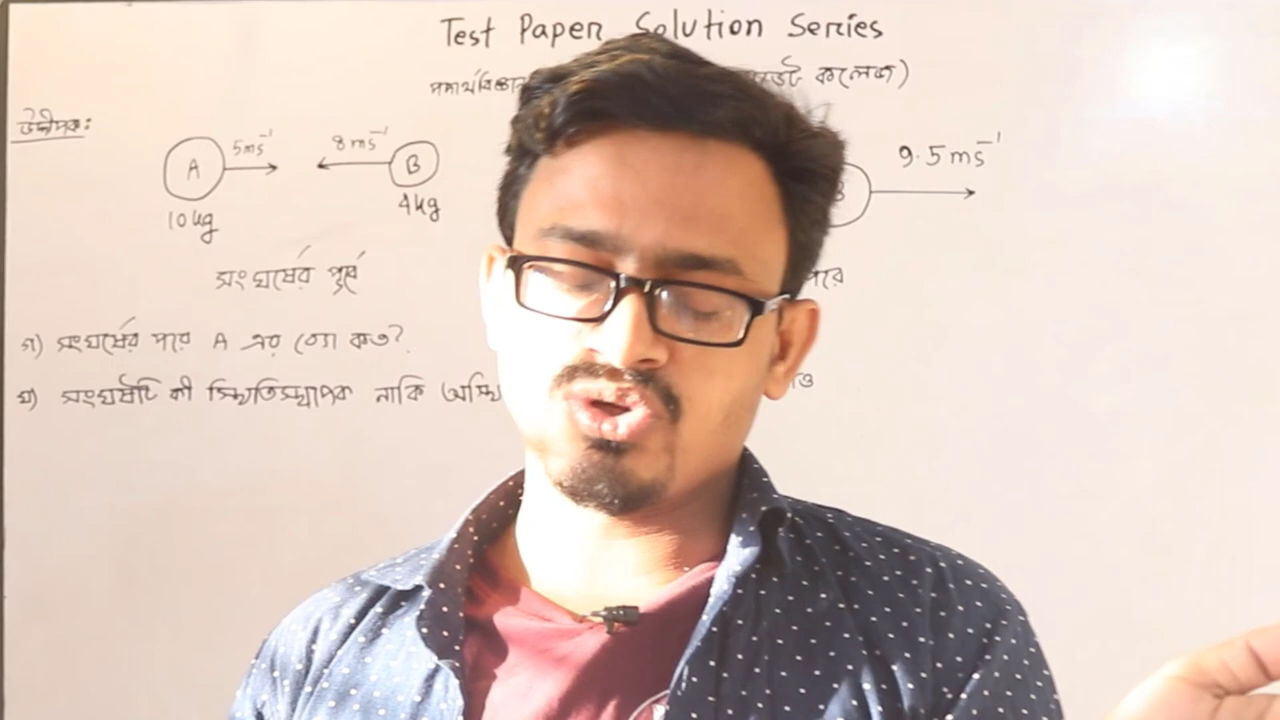 Test Paper Solution Series
পদার্থবিজ্ঞান কলেজ)
উদ্দীপক:
5ms⁻¹ 8ms⁻¹ 9.5ms⁻¹
A B
10kg 4kg
সংঘর্ষের পূর্বে
গ) সংঘর্ষের পরে A এর বেগ কত?
ঘ) সংঘর্ষটি কী স্থিতিস্থাপক নাকি